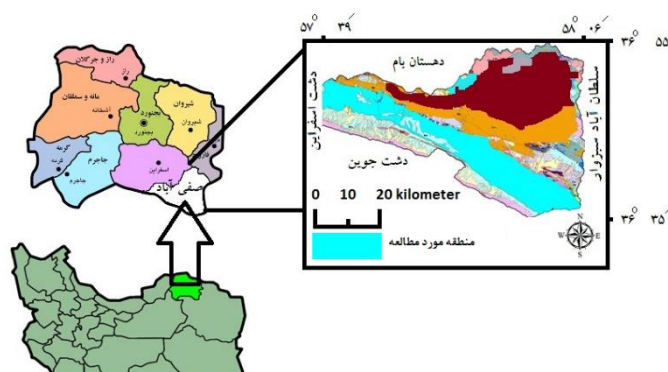 ۵۷° ۳۹´
۵۸° ۰۶´
۳۶ ۵۵´
۳۶ ۳۵´
دهستان بام
دشت اسفراین
دشت جوین
سلطان آباد سبزوار
0 10 20 kilometer
منطقه مورد مطالعه
N
W E
S
راز و جرگلان
راز
مانه و سملقان
آشخانه
بجنورد
بجنورد
شیروان
شیروان
فارو
گرمه
گرمه
جاجرم
جاجرم
اسفراین
صفی آباد